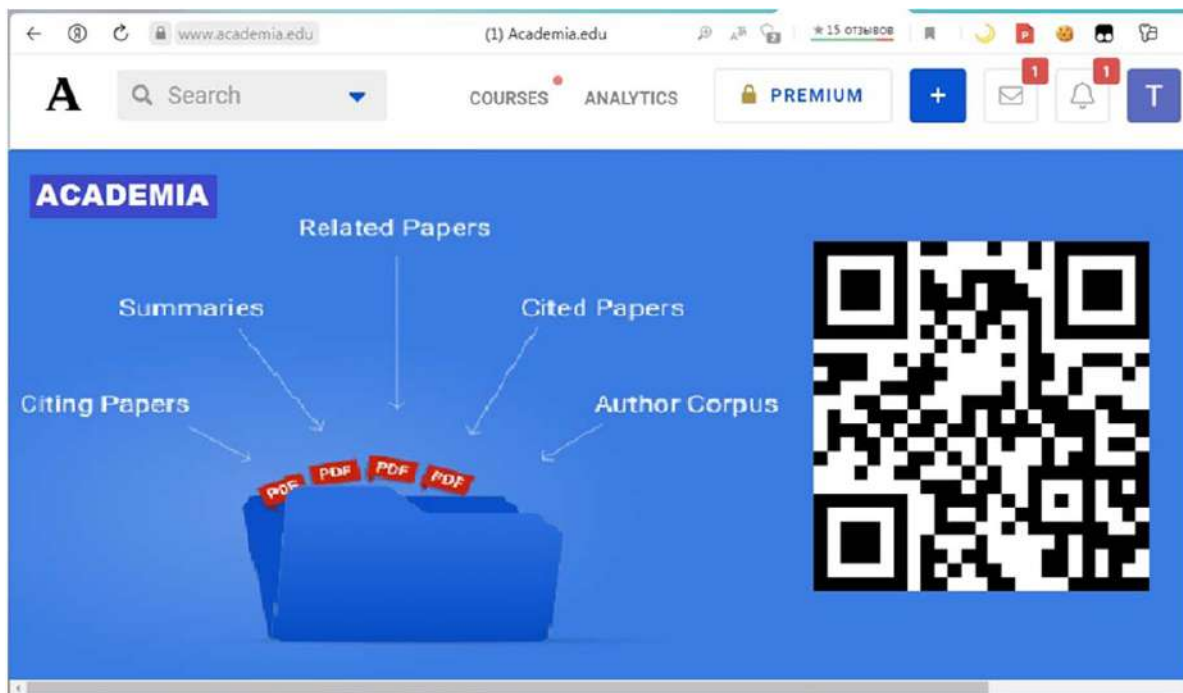 www.academia.edu (1) Academia.edu ★ 15 отзывов
A Search COURSES ANALYTICS PREMIUM + 1 1 T
ACADEMIA
Related Papers
Summaries
Cited Papers
Citing Papers
Author Corpus
PDF PDF PDF PDF